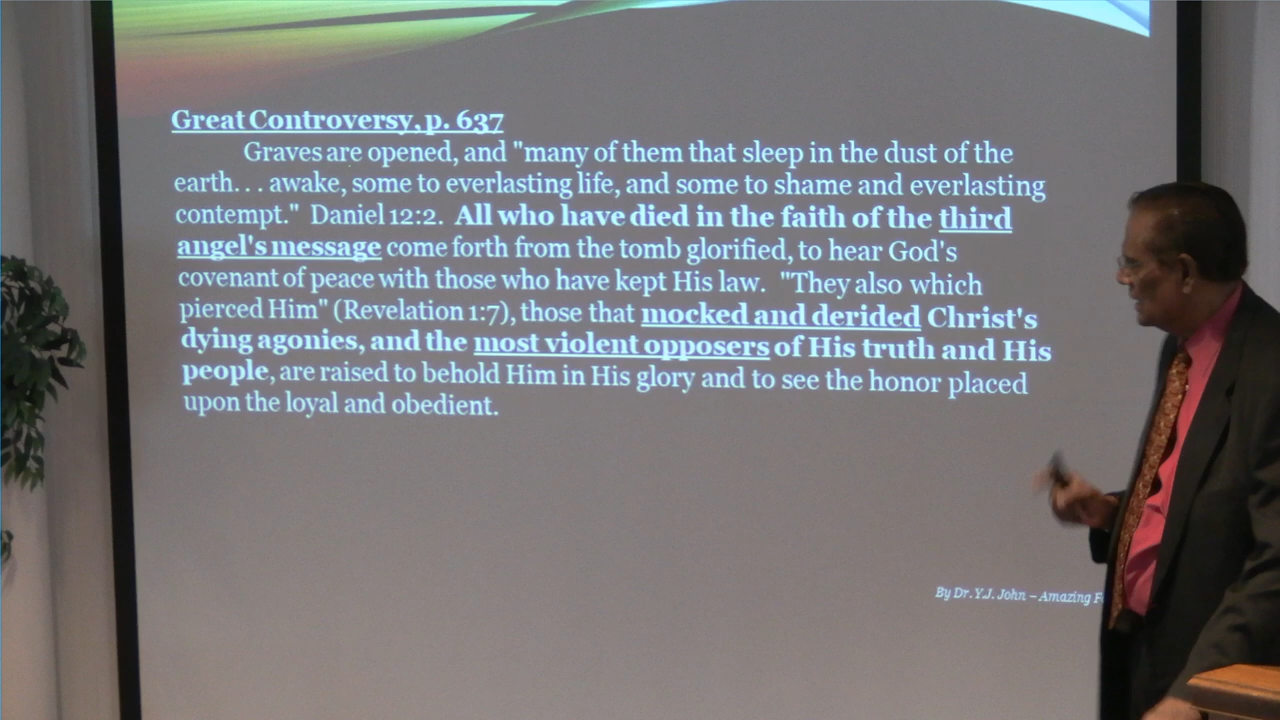 Great Controversy, p. 637
Graves are opened, and "many of them that sleep in the dust of the
earth. . . awake, some to everlasting life, and some to shame and everlasting
contempt." Daniel 12:2. All who have died in the faith of the third
angel's message come forth from the tomb glorified, to hear God's
covenant of peace with those who have kept His law. "They also which
pierced Him" (Revelation 1:7), those that mocked and derided Christ's
dying agonies, and the most violent opposers of His truth and His
people, are raised to behold Him in His glory and to see the honor placed
upon the loyal and obedient.
By Dr. Y.J. John – Amazing